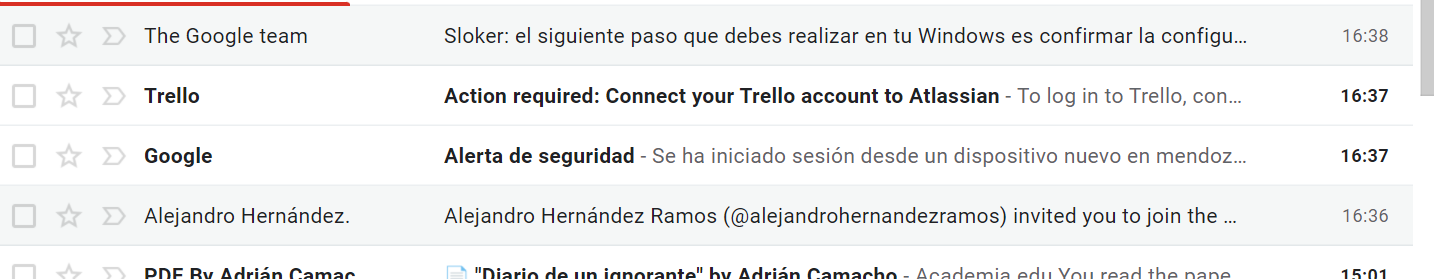 The Google team Sloker: el siguiente paso que debes realizar en tu Windows es confirmar la configu… 16:38
Trello Action required: Connect your Trello account to Atlassian - To log in to Trello, con… 16:37
Google Alerta de seguridad - Se ha iniciado sesión desde un dispositivo nuevo en mendoz… 16:37
Alejandro Hernández. Alejandro Hernández Ramos (@alejandrohernandezramos) invited you to join the … 16:36
PDF By Adrián Camac. "Diario de un ignorante" by Adrián Camacho - Academia.edu You read the pape 15:01